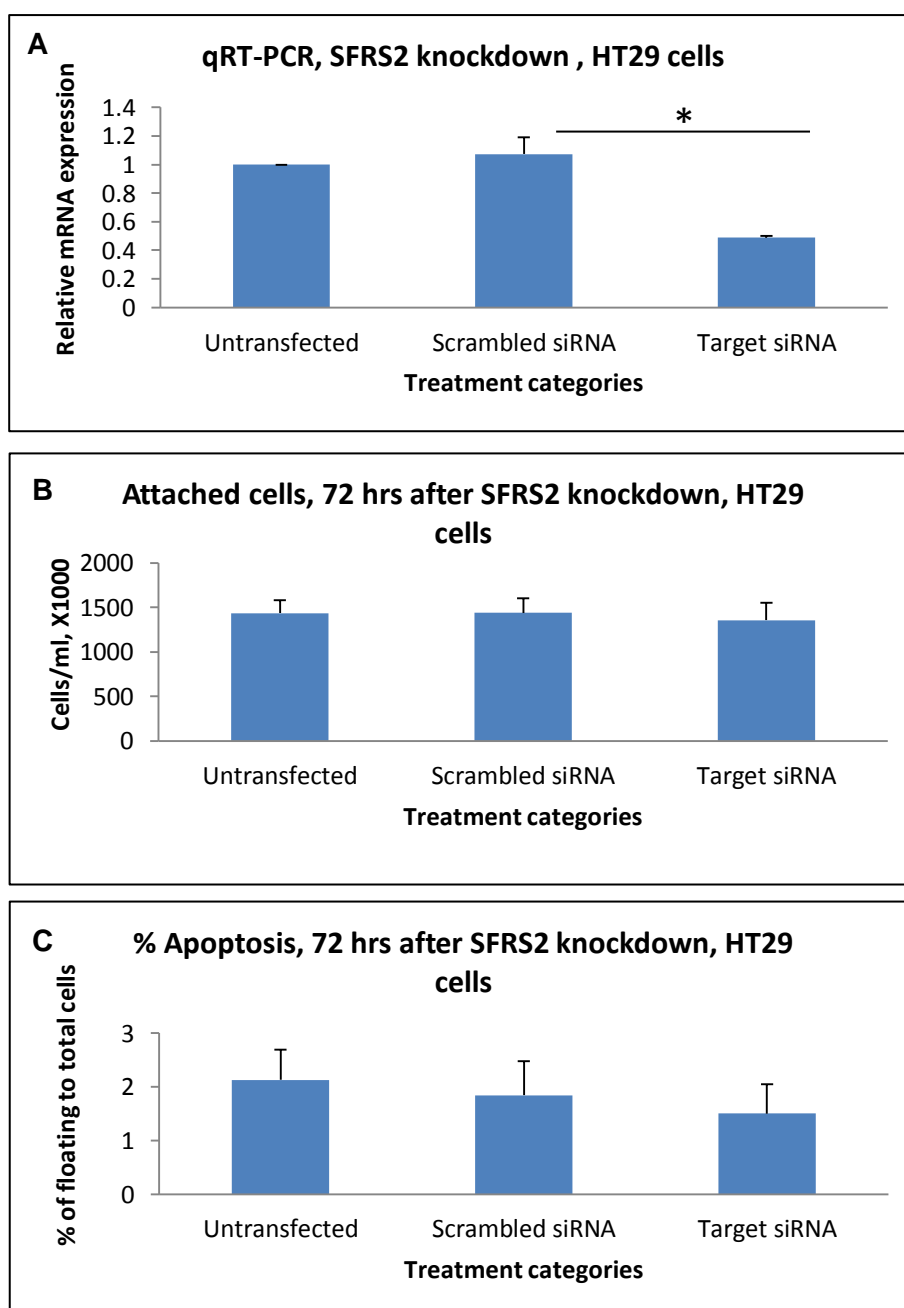 A
qRT-PCR, SFRS2 knockdown , HT29 cells
Relative mRNA expression
1.4
1.2
1
0.8
0.6
0.4
0.2
0
*
Untransfected
Scrambled siRNA
Target siRNA
Treatment categories
B
Attached cells, 72 hrs after SFRS2 knockdown, HT29
cells
Cells/ml, X1000
2000
1500
1000
500
0
Untransfected
Scrambled siRNA
Target siRNA
Treatment categories
C
% Apoptosis, 72 hrs after SFRS2 knockdown, HT29
cells
% of floating to total cells
3
2
1
0
Untransfected
Scrambled siRNA
Target siRNA
Treatment categories